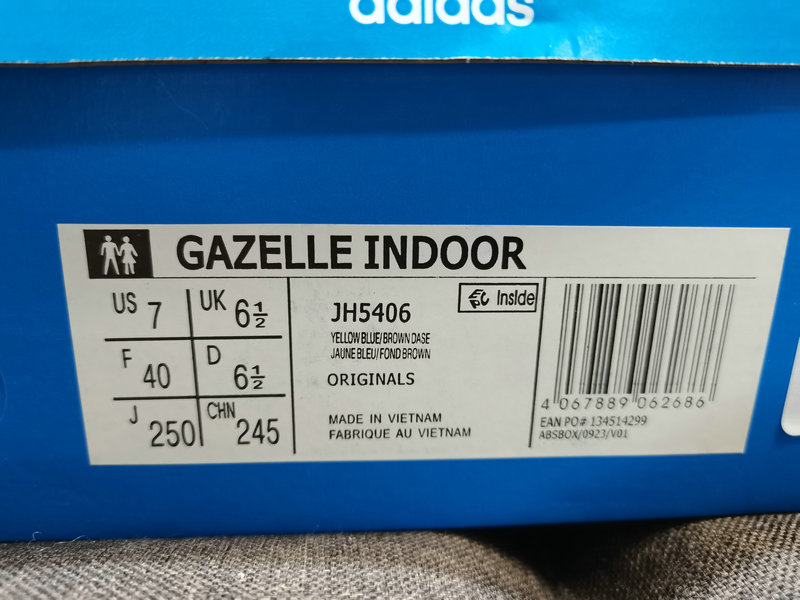 adidas
GAZELLE INDOOR
US 7
UK 6½
F 40
D 6½
J 250
CHN 245
JH5406
Inside
YELLOW BLUE/BROWN DASE
JAUNE BLEU/FOND BROWN
ORIGINALS
MADE IN VIETNAM
FABRIQUE AU VIETNAM
4 067889 062686
EAN PO# 134514299
ABSBOX/0923/V01